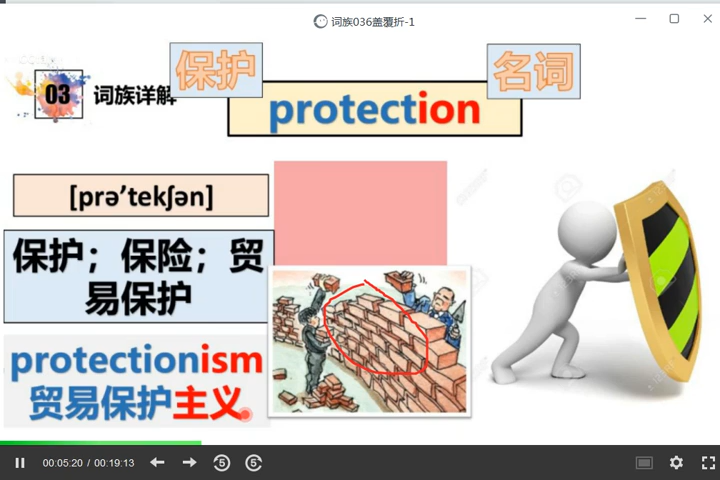 词族036盖覆折-1
保护
名词
03
词族详解
protection
[prə'tekʃən]
保护；保险；贸
易保护
protectionism
贸易保护主义
00:05:20 / 00:19:13
5
5